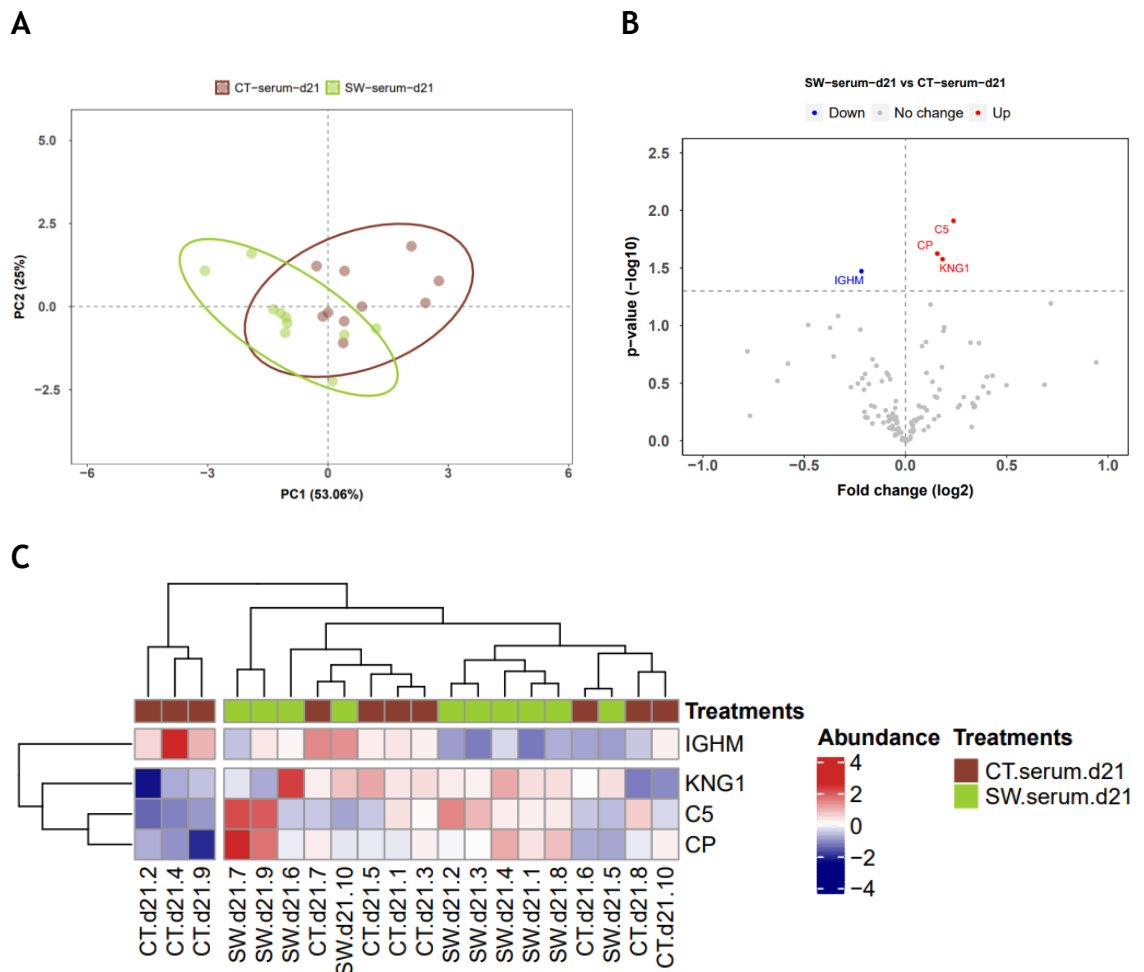 A
CT−serum−d21 SW−serum−d21
5.0
2.5
0.0
−2.5
PC2 (25%)
−6 −3 0 3 6
PC1 (53.06%)
B
SW−serum−d21 vs CT−serum−d21
Down No change Up
2.5
2.0
1.5
1.0
0.5
0.0
p−value (−log10)
C5
CP
KNG1
IGHM
−1.0 −0.5 0.0 0.5 1.0
Fold change (log2)
C
Treatments
IGHM
KNG1
C5
CP
CT.d21.2
CT.d21.4
CT.d21.9
SW.d21.7
SW.d21.9
SW.d21.6
CT.d21.7
SW.d21.10
CT.d21.5
CT.d21.1
CT.d21.3
SW.d21.2
SW.d21.3
SW.d21.4
SW.d21.1
SW.d21.8
CT.d21.6
SW.d21.5
CT.d21.8
CT.d21.10
Abundance
4
2
0
−2
−4
Treatments
CT.serum.d21
SW.serum.d21